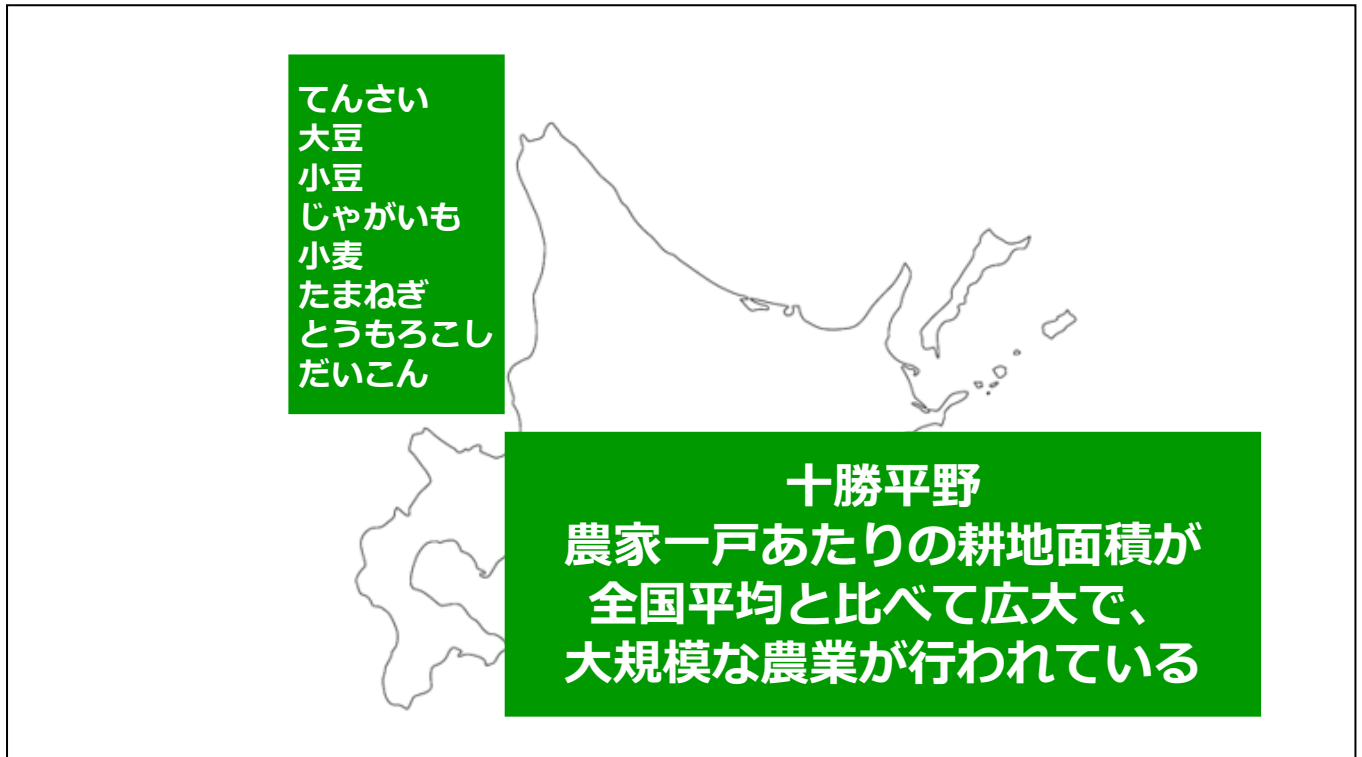 てんさい
大豆
小豆
じゃがいも
小麦
たまねぎ
とうもろこし
だいこん
十勝平野
農家一戸あたりの耕地面積が
全国平均と比べて広大で、
大規模な農業が行われている